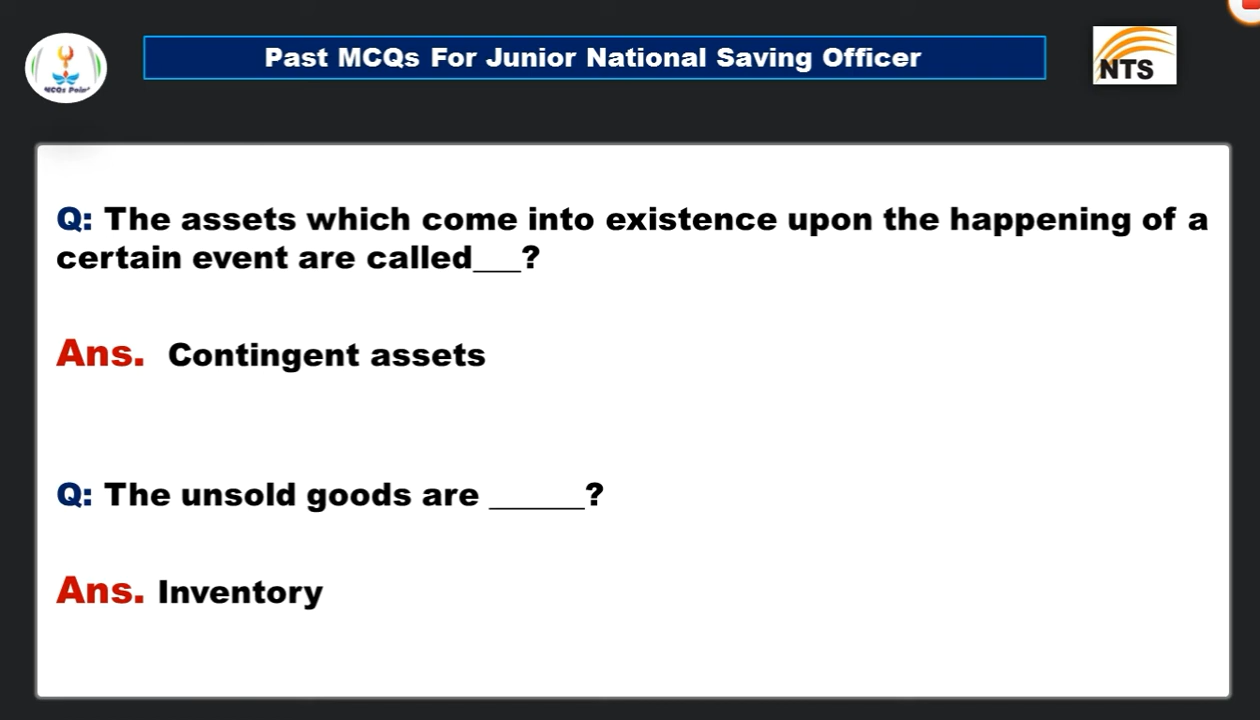 Past MCQs For Junior National Saving Officer
MCQs Point
NTS
Q: The assets which come into existence upon the happening of a
certain event are called___?
Ans. Contingent assets
Q: The unsold goods are ______?
Ans. Inventory